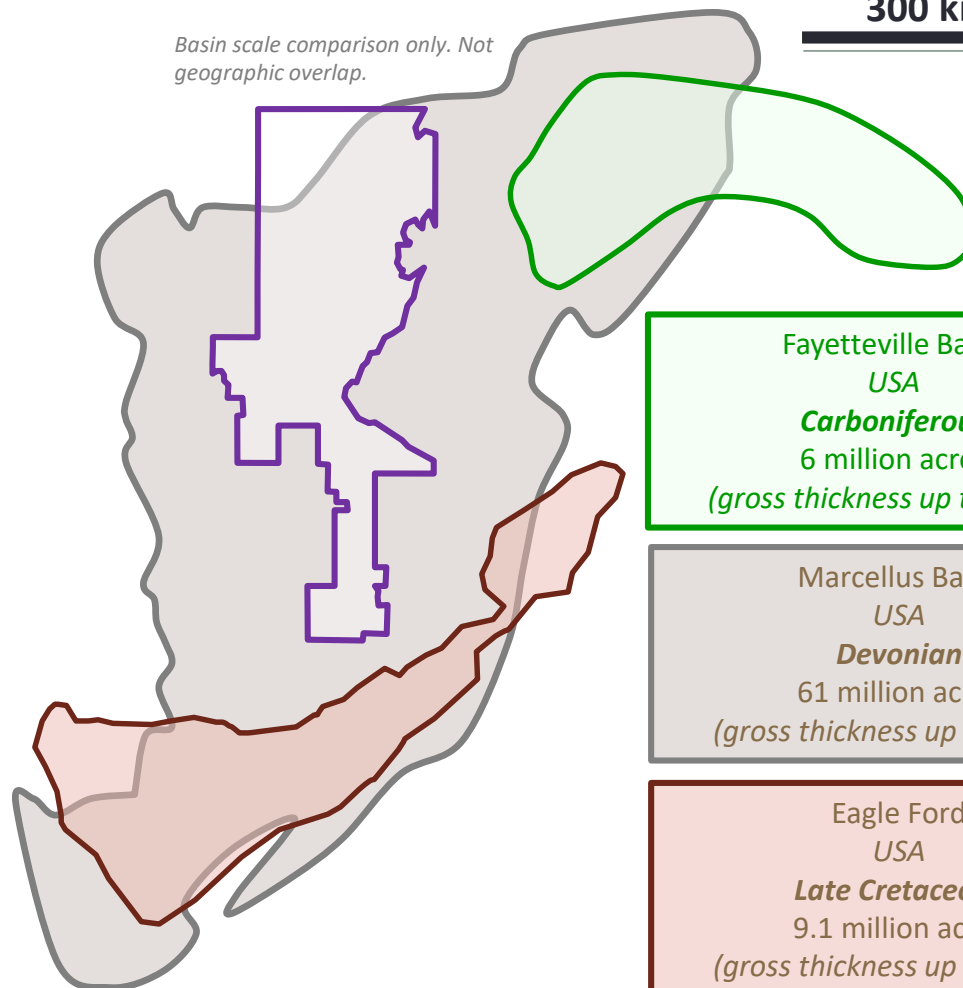 300 k
Basin scale comparison only. Not
geographic overlap.
Fayetteville Ba
USA
Carboniferou
6 million acr
(gross thickness up t
Marcellus Ba
USA
Devonian
61 million ac
(gross thickness up
Eagle Ford
USA
Late Cretace
9.1 million ac
(gross thickness up